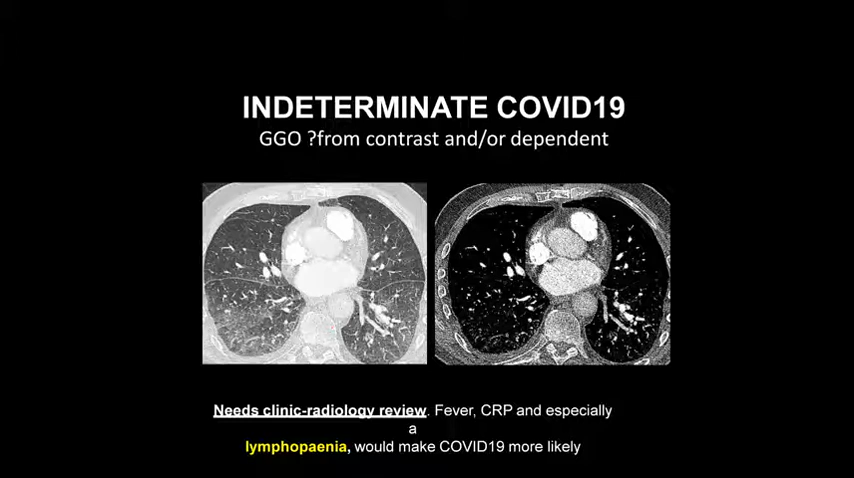 INDETERMINATE COVID19
GGO ?from contrast and/or dependent
Needs clinic-radiology review. Fever, CRP and especially
a
lymphopaenia, would make COVID19 more likely